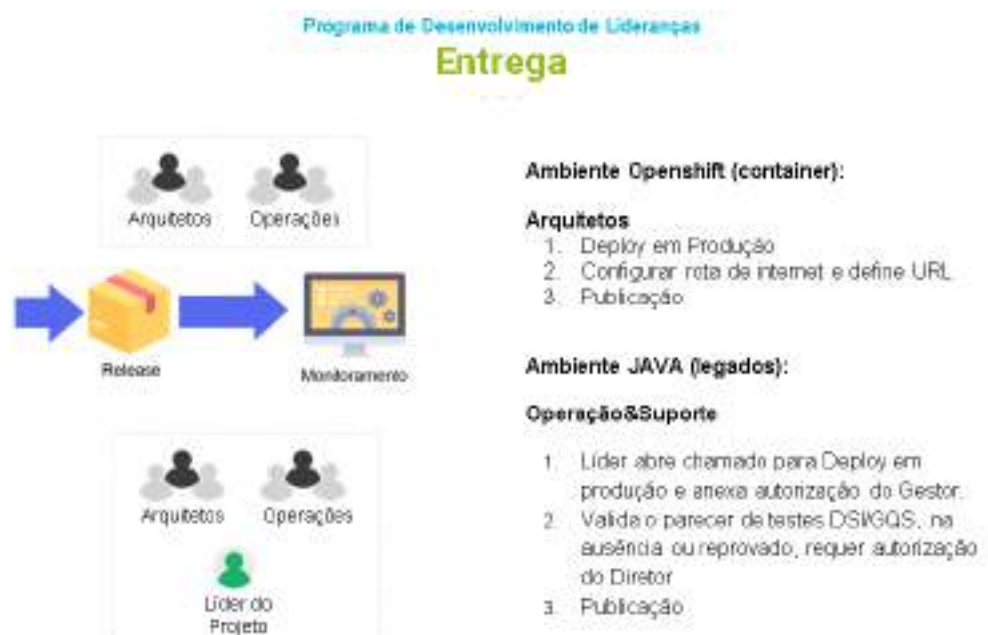 Programa de Desenvolvimento de Lideranças
Entrega
Arquitetos
Operações
Release
Monitoramento
Arquitetos
Operações
Líder do
Projeto
Ambiente Openshift (container):
Arquitetos
1. Deploy em Produção
2. Configurar rota de internet e define URL
3. Publicação
Ambiente JAVA (legados):
Operação&Suporte
1. Líder abre chamado para Deploy em
produção e anexa autorização do Gestor.
2. Valida o parecer de testes DSI/GQS, na
ausência ou reprovado, requer autorização
do Diretor
3. Publicação